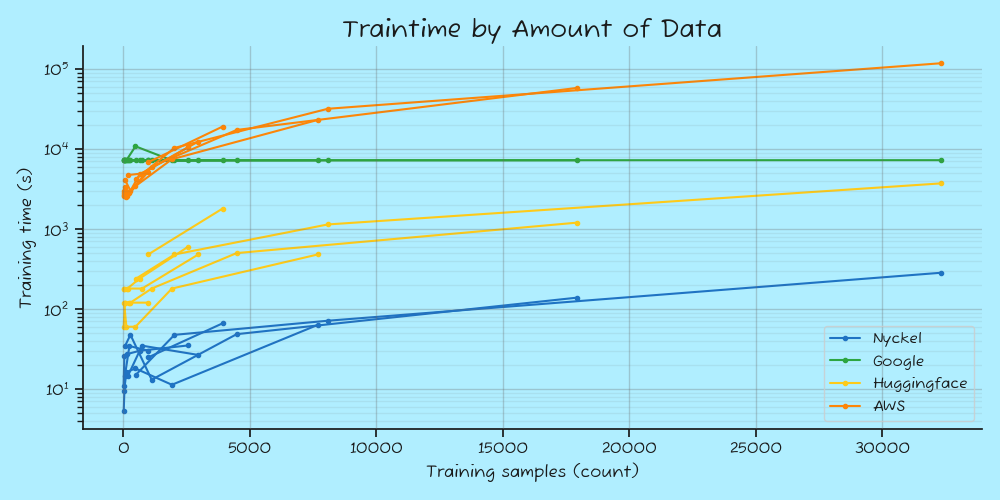 Traintime by Amount of Data
Training time (s)
10⁵
10⁴
10³
10²
10¹
0 5000 10000 15000 20000 25000 30000
Training samples (count)
Nyckel
Google
Huggingface
AWS